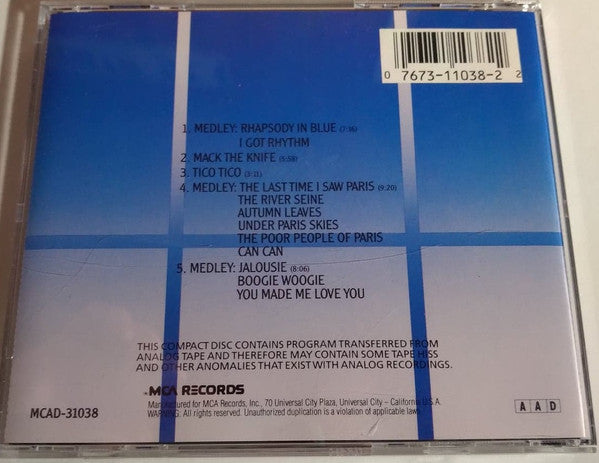 0 7673-11038-2 2
1. MEDLEY: RHAPSODY IN BLUE (7:16)
I GOT RHYTHM
2. MACK THE KNIFE (5:58)
3. TICO TICO (3:11)
4. MEDLEY: THE LAST TIME I SAW PARIS (9:20)
THE RIVER SEINE
AUTUMN LEAVES
UNDER PARIS SKIES
THE POOR PEOPLE OF PARIS
CAN CAN
5. MEDLEY: JALOUSIE (8:06)
BOOGIE WOOGIE
YOU MADE ME LOVE YOU
THIS COMPACT DISC CONTAINS PROGRAM TRANSFERRED FROM
ANALOG TAPE AND THEREFORE MAY CONTAIN SOME TAPE HISS
AND OTHER ANOMALIES THAT EXIST WITH ANALOG RECORDINGS.
MCA RECORDS
Manufactured for MCA Records, Inc., 70 Universal City Plaza, Universal City – California U.S.A.
WARNING: All rights reserved. Unauthorized duplication is a violation of applicable laws.
MCAD-31038
A A D